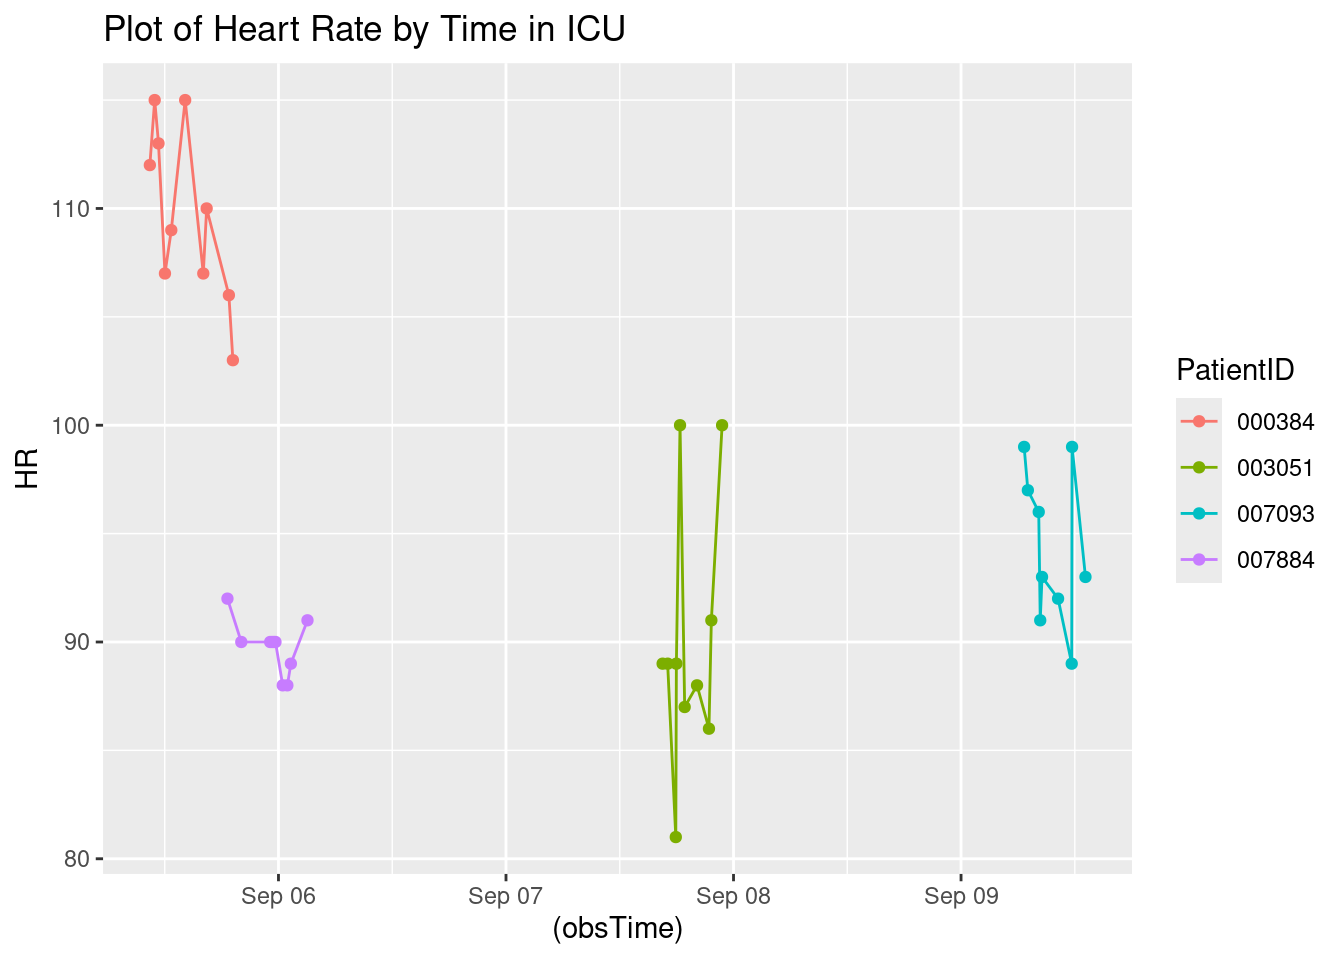 Plot of Heart Rate by Time in ICU
110
100
90
80
HR
Sep 06 Sep 07 Sep 08 Sep 09
(obsTime)
PatientID
000384
003051
007093
007884